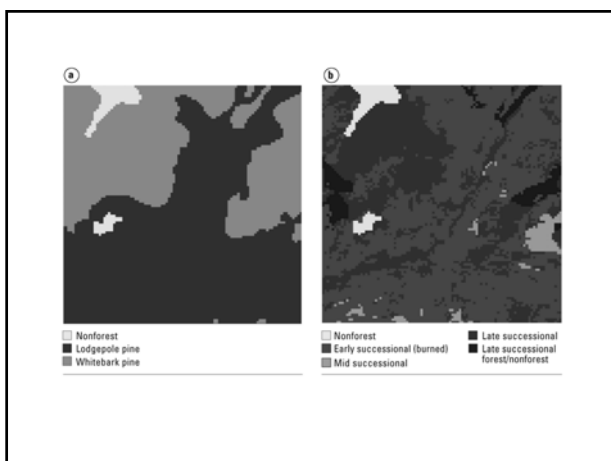 a
b
Nonforest
Lodgepole pine
Whitebark pine
Nonforest
Early successional (burned)
Mid successional
Late successional
Late successional
forest/nonforest